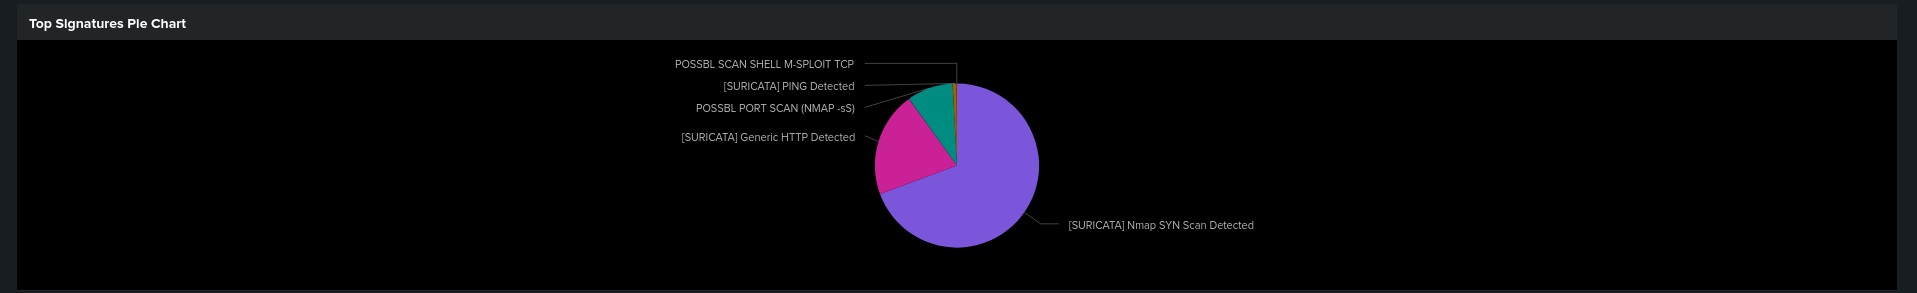 Top Signatures Pie Chart
POSSBL SCAN SHELL M-SPLOIT TCP
[SURICATA] PING Detected
POSSBL PORT SCAN (NMAP -sS)
[SURICATA] Generic HTTP Detected
[SURICATA] Nmap SYN Scan Detected